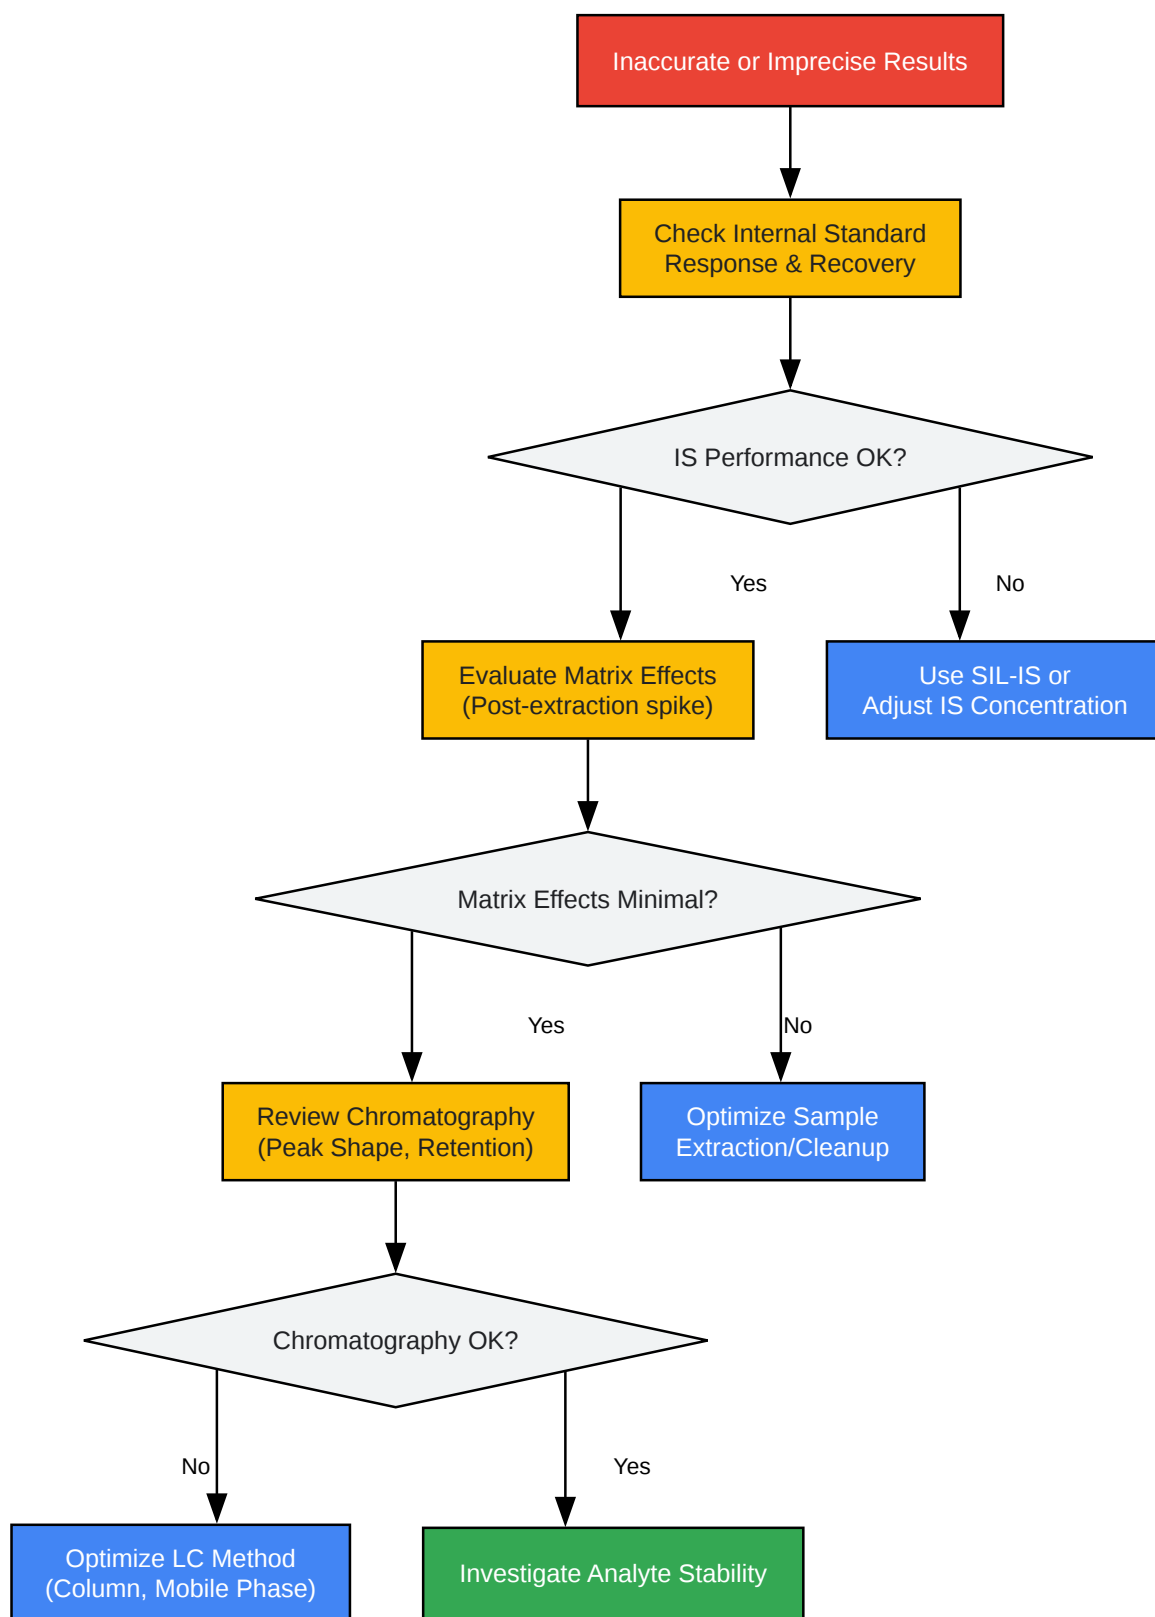 Inaccurate or Imprecise Results
Check Internal Standard
Response & Recovery
IS Performance OK?
Yes
No
Evaluate Matrix Effects
(Post-extraction spike)
Use SIL-IS or
Adjust IS Concentration
Matrix Effects Minimal?
Yes
No
Review Chromatography
(Peak Shape, Retention)
Optimize Sample
Extraction/Cleanup
Chromatography OK?
No
Yes
Optimize LC Method
(Column, Mobile Phase)
Investigate Analyte Stability